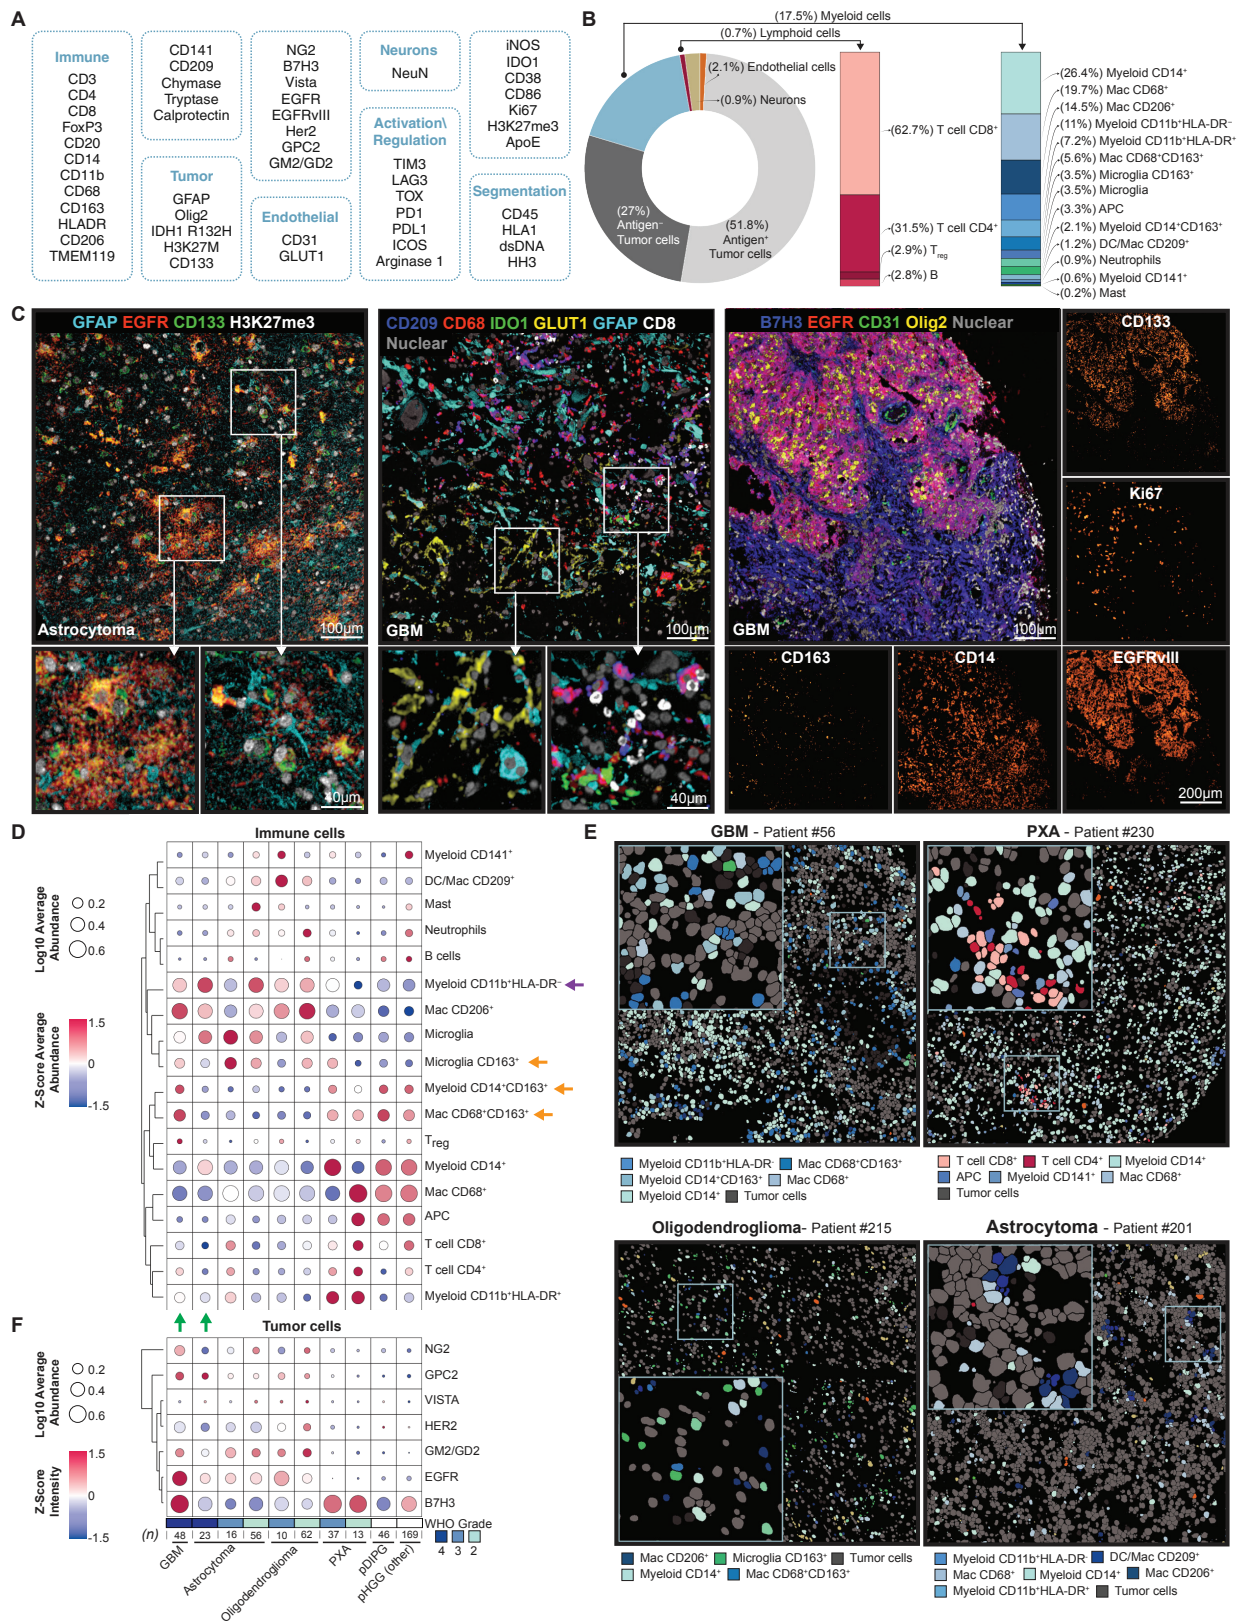 A
Immune
CD3
CD4
CD8
FoxP3
CD20
CD14
CD11b
CD68
CD163
HLADR
CD206
TMEM119
CD141
CD209
Chymase
Tryptase
Calprotectin
Tumor
GFAP
Olig2
IDH1 R132H
H3K27M
CD133
NG2
B7H3
Vista
EGFR
EGFRvIII
Her2
GPC2
GM2/GD2
Endothelial
CD31
GLUT1
Neurons
NeuN
Activation\
Regulation
TIM3
LAG3
TOX
PD1
PDL1
ICOS
Arginase 1
iNOS
IDO1
CD38
CD86
Ki67
H3K27me3
ApoE
Segmentation
CD45
HLA1
dsDNA
HH3
B
(17.5%) Myeloid cells
(0.7%) Lymphoid cells
(2.1%) Endothelial cells
(0.9%) Neurons
(27%)
Antigen⁻
Tumor cells
(51.8%)
Antigen⁺
Tumor cells
(62.7%) T cell CD8⁺
(31.5%) T cell CD4⁺
(2.9%) Treg
(2.8%) B
(26.4%) Myeloid CD14⁺
(19.7%) Mac CD68⁺
(14.5%) Mac CD206⁺
(11%) Myeloid CD11b⁺HLA-DR⁻
(7.2%) Myeloid CD11b⁺HLA-DR⁺
(5.6%) Mac CD68⁺CD163⁺
(3.5%) Microglia CD163⁺
(3.5%) Microglia
(3.3%) APC
(2.1%) Myeloid CD14⁺CD163⁺
(1.2%) DC/Mac CD209⁺
(0.9%) Neutrophils
(0.6%) Myeloid CD141⁺
(0.2%) Mast
C
GFAP EGFR CD133 H3K27me3
Astrocytoma
100µm
40µm
CD209 CD68 IDO1 GLUT1 GFAP CD8
Nuclear
GBM
100µm
40µm
B7H3 EGFR CD31 Olig2 Nuclear
GBM
100µm
CD133
Ki67
CD163
CD14
EGFRvIII
200µm
D
Immune cells
Log10 Average
Abundance
0.2
0.4
0.6
Z-Score Average
Abundance
1.5
0
-1.5
Myeloid CD141⁺
DC/Mac CD209⁺
Mast
Neutrophils
B cells
Myeloid CD11b⁺HLA-DR⁻
Mac CD206⁺
Microglia
Microglia CD163⁺
Myeloid CD14⁺CD163⁺
Mac CD68⁺CD163⁺
Treg
Myeloid CD14⁺
Mac CD68⁺
APC
T cell CD8⁺
T cell CD4⁺
Myeloid CD11b⁺HLA-DR⁺
E
GBM - Patient #56
Myeloid CD11b⁺HLA-DR⁻ Mac CD68⁺CD163⁺
Myeloid CD14⁺CD163⁺ Mac CD68⁺
Myeloid CD14⁺ Tumor cells
PXA - Patient #230
T cell CD8⁺ T cell CD4⁺ Myeloid CD14⁺
APC Myeloid CD141⁺ Mac CD68⁺
Tumor cells
Oligodendroglioma- Patient #215
Mac CD206⁺ Microglia CD163⁺ Tumor cells
Myeloid CD14⁺ Mac CD68⁺CD163⁺
Astrocytoma - Patient #201
Myeloid CD11b⁺HLA-DR⁻ DC/Mac CD209⁺
Mac CD68⁺ Myeloid CD14⁺ Mac CD206⁺
Myeloid CD11b⁺HLA-DR⁺ Tumor cells
F
Tumor cells
Log10 Average
Abundance
0.2
0.4
0.6
Z-Score
Intensity
1.5
0
-1.5
NG2
GPC2
VISTA
HER2
GM2/GD2
EGFR
B7H3
WHO Grade
4 3 2
(n) 48 23 16 56 10 62 37 13 46 169
GBM
Astrocytoma
Oligodendroglioma
PXA
pDIPG
pHGG (other)